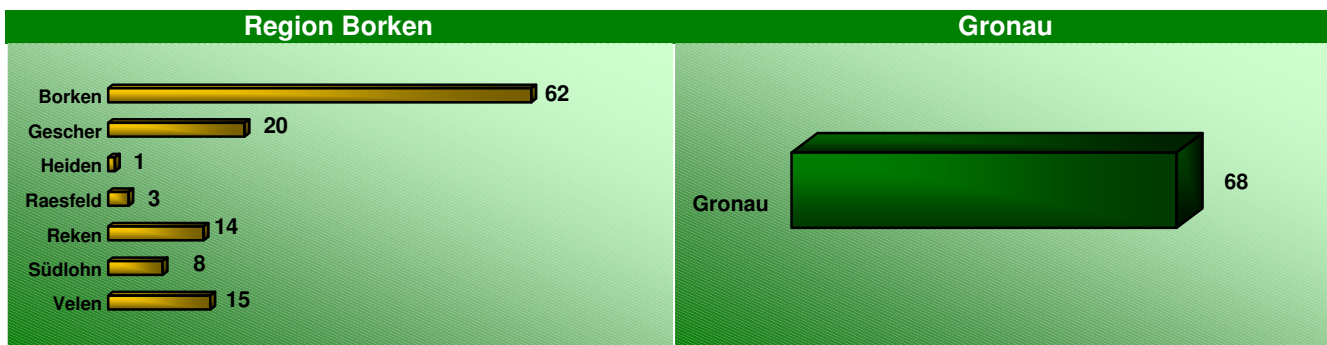 Region Borken
Borken 62
Gescher 20
Heiden 1
Raesfeld 3
Reken 14
Südlohn 8
Velen 15
Gronau
Gronau 68